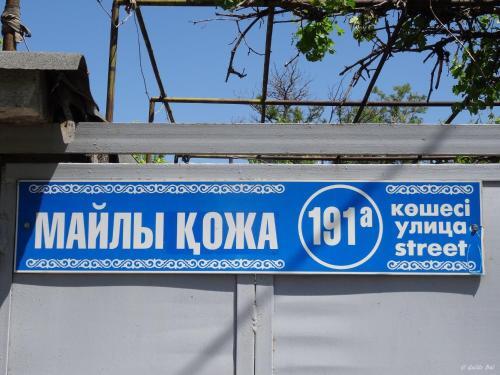 МАЙЛЫ ҚОЖА
191а
көшесі
улица
street